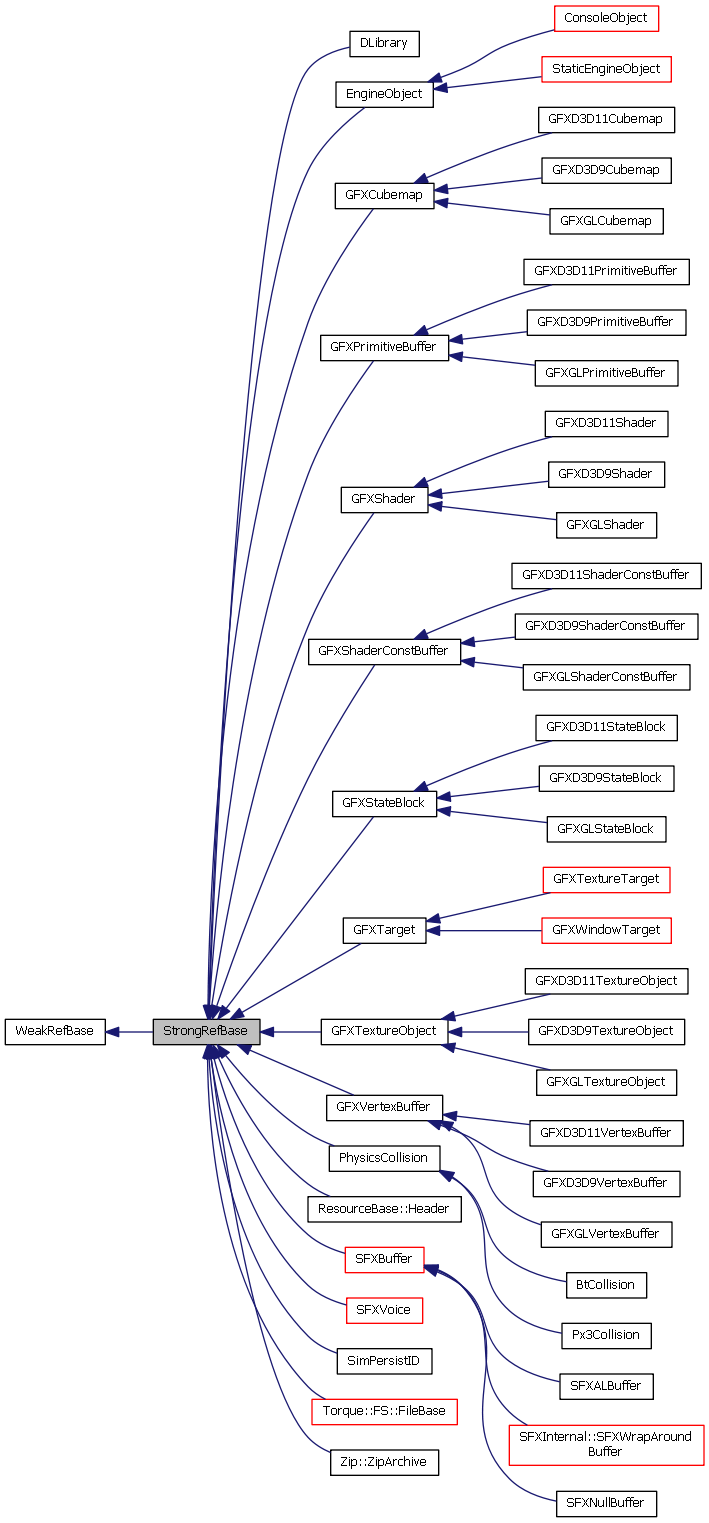 ConsoleObject
DLibrary
StaticEngineObject
EngineObject
GFXD3D11Cubemap
GFXD3D9Cubemap
GFXCubemap
GFXGLCubemap
GFXD3D11PrimitiveBuffer
GFXD3D9PrimitiveBuffer
GFXPrimitiveBuffer
GFXGLPrimitiveBuffer
GFXD3D11Shader
GFXD3D9Shader
GFXShader
GFXGLShader
GFXD3D11ShaderConstBuffer
GFXD3D9ShaderConstBuffer
GFXShaderConstBuffer
GFXGLShaderConstBuffer
GFXD3D11StateBlock
GFXD3D9StateBlock
GFXStateBlock
GFXGLStateBlock
GFXTextureTarget
GFXTarget
GFXWindowTarget
GFXD3D11TextureObject
WeakRefBase
StrongRefBase
GFXTextureObject
GFXD3D9TextureObject
GFXGLTextureObject
GFXVertexBuffer
GFXD3D11VertexBuffer
PhysicsCollision
GFXD3D9VertexBuffer
ResourceBase::Header
GFXGLVertexBuffer
SFXBuffer
BtCollision
SFXVoice
Px3Collision
SimPersistID
SFXALBuffer
Torque::FS::FileBase
SFXInternal::SFXWrapAround
Buffer
Zip::ZipArchive
SFXNullBuffer